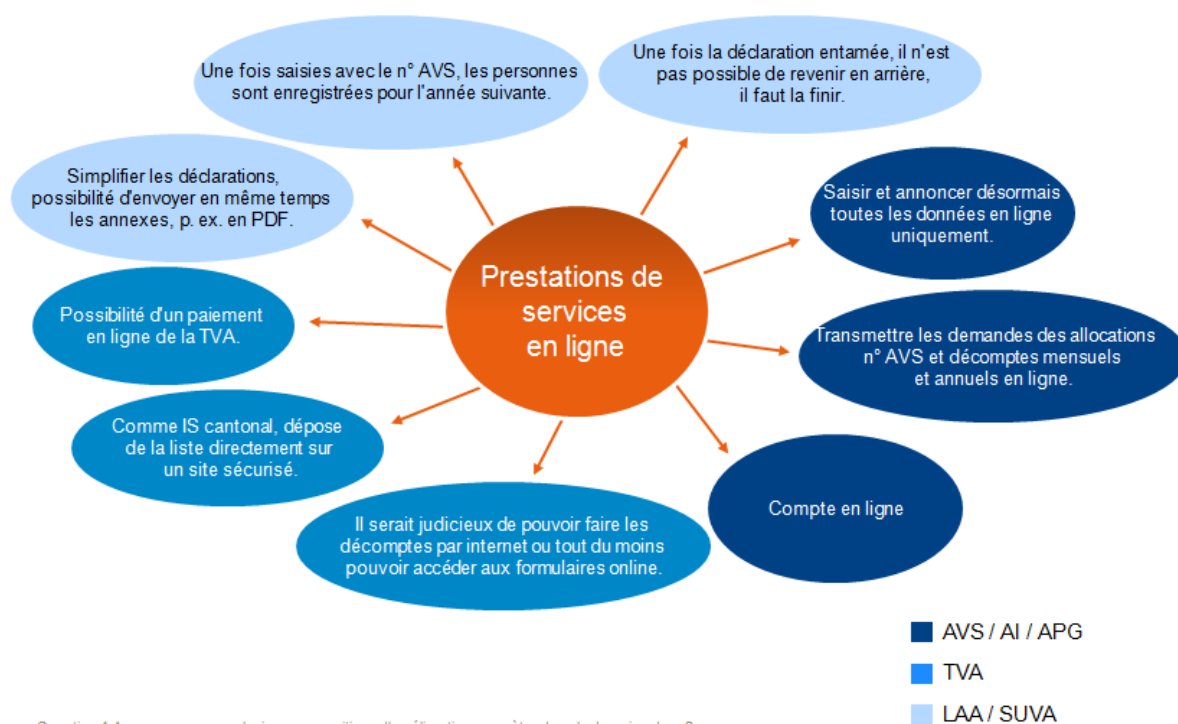 Une fois saisies avec le n° AVS, les personnes
sont enregistrées pour l'année suivante.
Une fois la déclaration entamée, il n'est
pas possible de revenir en arrière,
il faut la finir.
Simplifier les déclarations,
possibilité d'envoyer en même temps
les annexes, p. ex. en PDF.
Saisir et annoncer désormais
toutes les données en ligne
uniquement.
Prestations de
services
en ligne
Possibilité d'un paiement
en ligne de la TVA.
Transmettre les demandes des allocations
n° AVS et décomptes mensuels
et annuels en ligne.
Comme IS cantonal, dépose
de la liste directement sur
un site sécurisé.
Compte en ligne
Il serait judicieux de pouvoir faire les
décomptes par internet ou tout du moins
pouvoir accéder aux formulaires online.
AVS / AI / APG
TVA
LAA / SUVA